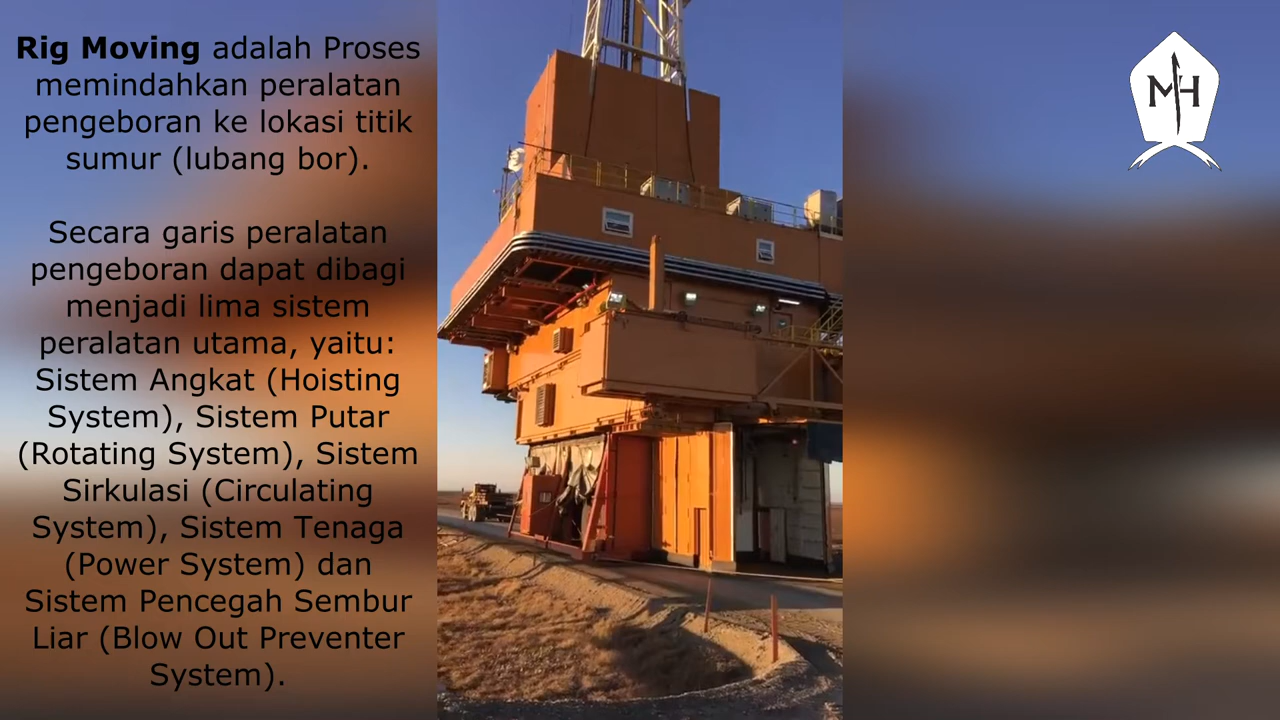 Rig Moving adalah Proses
memindahkan peralatan
pengeboran ke lokasi titik
sumur (lubang bor).
Secara garis peralatan
pengeboran dapat dibagi
menjadi lima sistem
peralatan utama, yaitu:
Sistem Angkat (Hoisting
System), Sistem Putar
(Rotating System), Sistem
Sirkulasi (Circulating
System), Sistem Tenaga
(Power System) dan
Sistem Pencegah Sembur
Liar (Blow Out Preventer
System).
MH